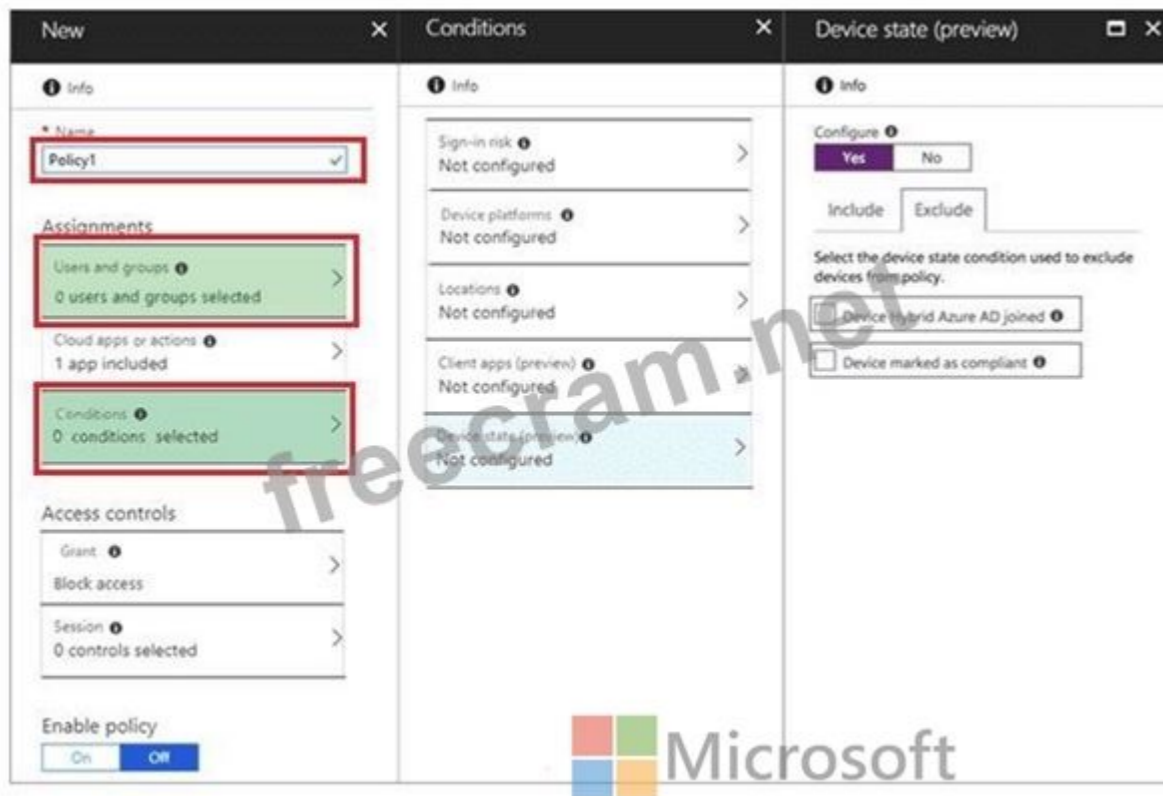 New
Info
* Name
Policy1
Assignments
Users and groups
0 users and groups selected
Cloud apps or actions
1 app included
Conditions
0 conditions selected
Access controls
Grant
Block access
Session
0 controls selected
Enable policy
On Off
Conditions
Info
Sign-in risk
Not configured
Device platforms
Not configured
Locations
Not configured
Client apps (preview)
Not configured
Device state (preview)
Not configured
Device state (preview)
Info
Configure
Yes No
Include Exclude
Select the device state condition used to exclude
devices from policy.
Device Hybrid Azure AD joined
Device marked as compliant
freecram.net
Microsoft